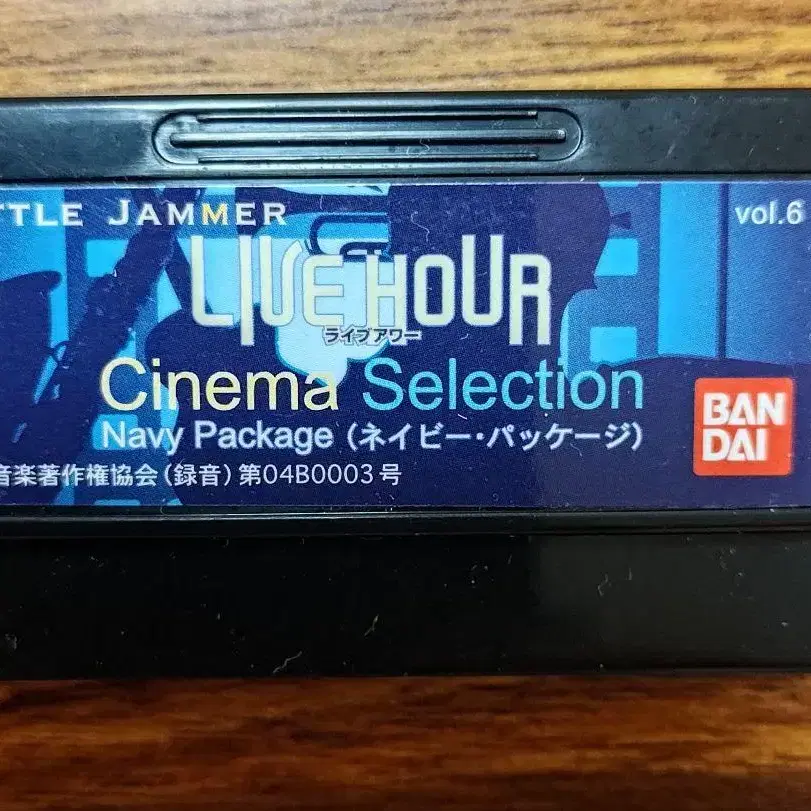 TTLE JAMMER
vol.6
LIVE HOUR
ライブアワー
Cinema Selection
Navy Package (ネイビー・パッケージ)
BAN
DAI
音楽著作権協会(録音)第04B0003号